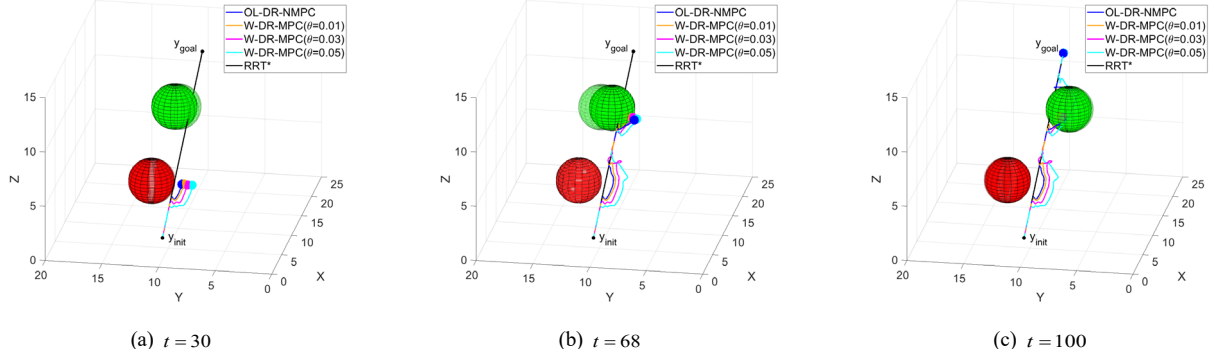 OL-DR-NMPC
W-DR-MPC(θ=0.01)
W-DR-MPC(θ=0.03)
W-DR-MPC(θ=0.05)
RRT*
y_goal
y_init
15
10
5
0
Z
20
15
10
5
0
Y
25
20
15
10
5
0
X
(a) t = 30
OL-DR-NMPC
W-DR-MPC(θ=0.01)
W-DR-MPC(θ=0.03)
W-DR-MPC(θ=0.05)
RRT*
y_goal
y_init
15
10
5
0
Z
20
15
10
5
0
Y
25
20
15
10
5
0
X
(b) t = 68
OL-DR-NMPC
W-DR-MPC(θ=0.01)
W-DR-MPC(θ=0.03)
W-DR-MPC(θ=0.05)
RRT*
y_goal
y_init
15
10
5
0
Z
20
15
10
5
0
Y
25
20
15
10
5
0
X
(c) t = 100